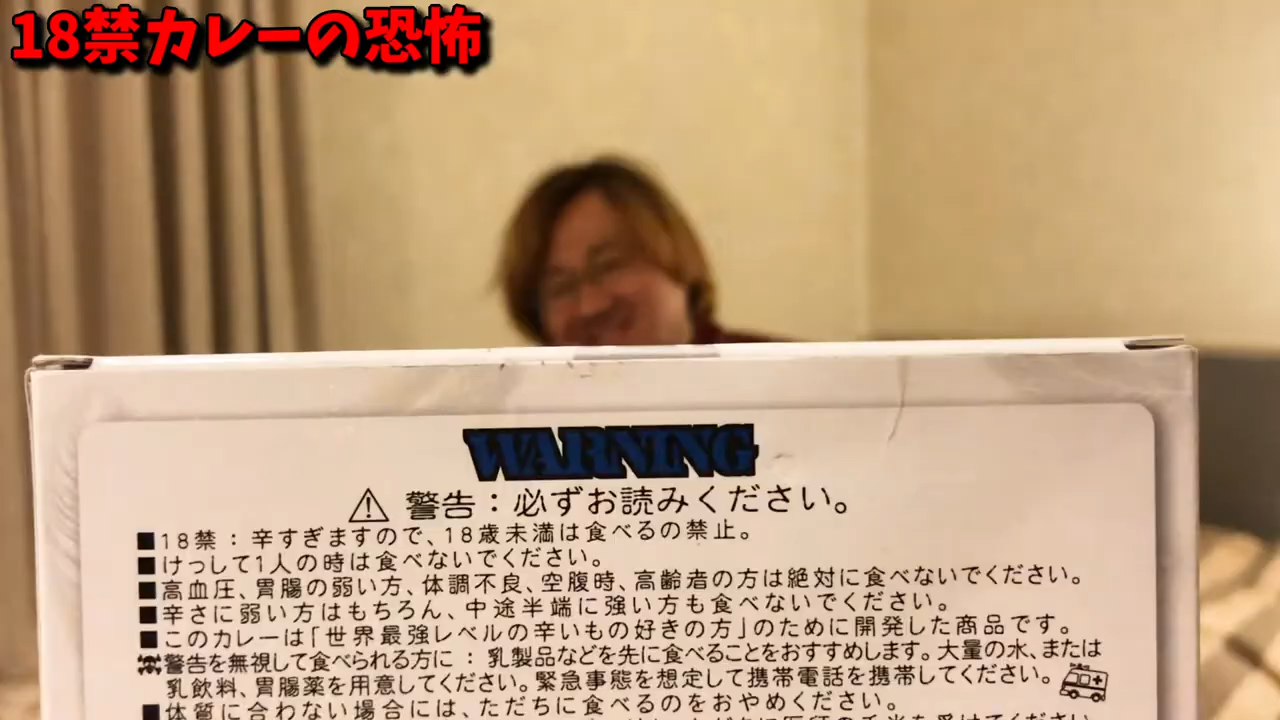 18禁カレーの恐怖
WARNING
⚠ 警告：必ずお読みください。
■18禁：辛すぎますので、18歳未満は食べるの禁止。
■けっして1人の時は食べないでください。
■高血圧、胃腸の弱い方、体調不良、空腹時、高齢者の方は絶対に食べないでください。
■辛さに弱い方はもちろん、中途半端に強い方も食べないでください。
■このカレーは「世界最強レベルの辛いもの好きの方」のために開発した商品です。
☠警告を無視して食べられる方に：乳製品などを先に食べることをおすすめします。大量の水、または
乳飲料、胃腸薬を用意してください。緊急事態を想定して携帯電話を携帯してください。
■体質に合わない場合には、ただちに食べるのをおやめください。